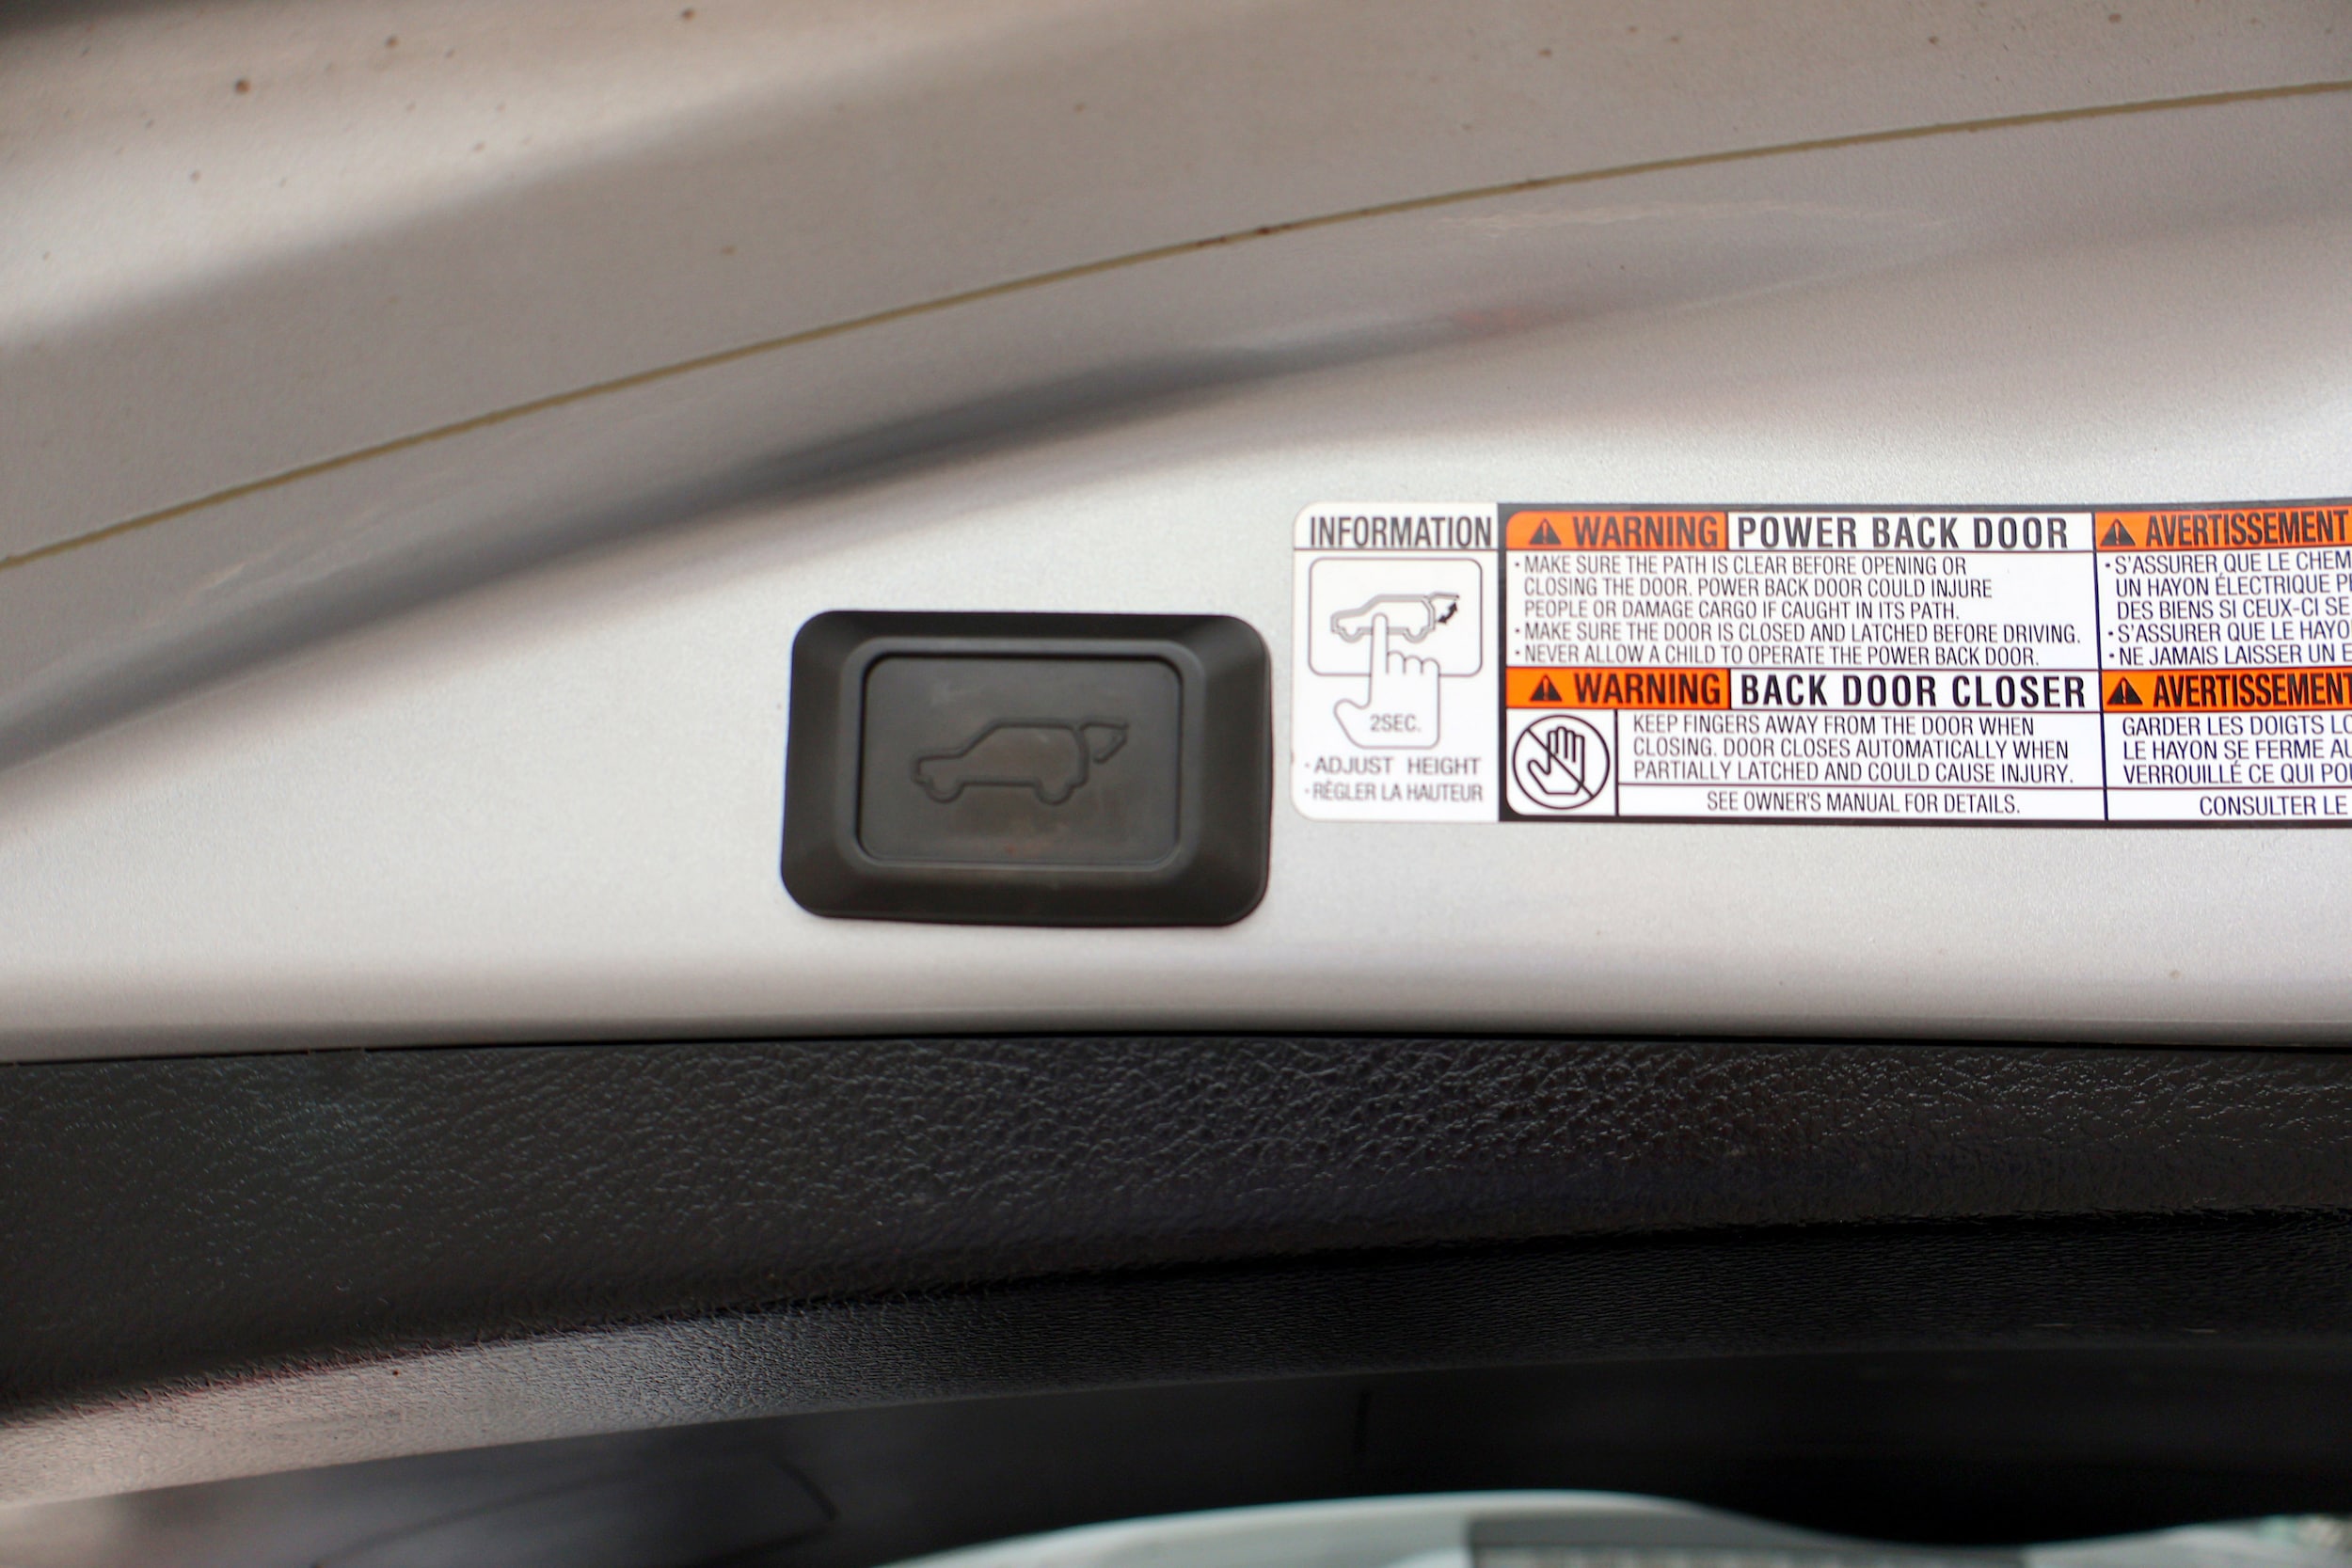 INFORMATION
2SEC.
· ADJUST HEIGHT
· RÉGLER LA HAUTEUR
WARNING POWER BACK DOOR
· MAKE SURE THE PATH IS CLEAR BEFORE OPENING OR
CLOSING THE DOOR. POWER BACK DOOR COULD INJURE
PEOPLE OR DAMAGE CARGO IF CAUGHT IN ITS PATH.
· MAKE SURE THE DOOR IS CLOSED AND LATCHED BEFORE DRIVING.
· NEVER ALLOW A CHILD TO OPERATE THE POWER BACK DOOR.
WARNING BACK DOOR CLOSER
KEEP FINGERS AWAY FROM THE DOOR WHEN
CLOSING. DOOR CLOSES AUTOMATICALLY WHEN
PARTIALLY LATCHED AND COULD CAUSE INJURY.
SEE OWNER'S MANUAL FOR DETAILS.
AVERTISSEMENT
· S'ASSURER QUE LE
UN HAYON ÉLECTRIQUE
DES BIENS SI CEUX-CI SE
· S'ASSURER QUE LE
· NE JAMAIS LAISSER UN
AVERTISSEMENT
GARDER LES DOIGTS
LE HAYON SE FERME
VERROUILLÉ CE QUI
CONSULTER LE